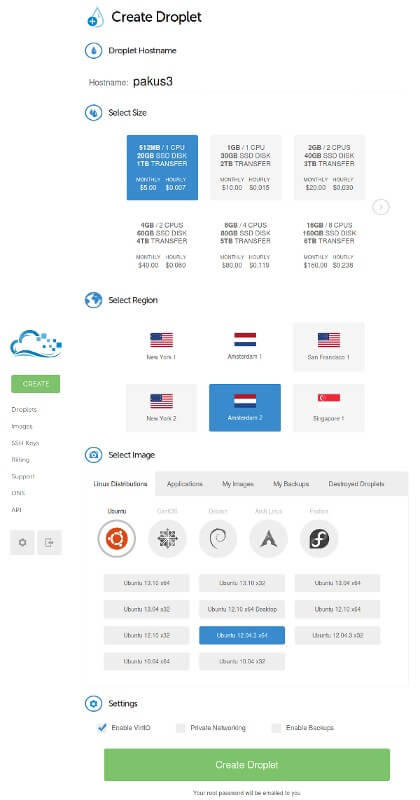 Create Droplet
Droplet Hostname
Hostname: pakus3
Select Size
512MB / 1 CPU
20GB SSD DISK
1TB TRANSFER
MONTHLY HOURLY
$5.00 $0.007
1GB / 1 CPU
30GB SSD DISK
2TB TRANSFER
MONTHLY HOURLY
$10.00 $0.015
2GB / 2 CPUS
40GB SSD DISK
3TB TRANSFER
MONTHLY HOURLY
$20.00 $0.030
4GB / 2 CPUS
60GB SSD DISK
4TB TRANSFER
MONTHLY HOURLY
$40.00 $0.060
8GB / 4 CPUS
80GB SSD DISK
5TB TRANSFER
MONTHLY HOURLY
$80.00 $0.119
16GB / 8 CPUS
160GB SSD DISK
6TB TRANSFER
MONTHLY HOURLY
$160.00 $0.238
Select Region
New York 1
Amsterdam 1
San Francisco 1
New York 2
Amsterdam 2
Singapore 1
CREATE
Droplets
Images
SSH Keys
Billing
Support
DNS
API
Select Image
Linux Distributions
Applications
My Images
My Backups
Destroyed Droplets
Ubuntu
CentOS
Debian
Arch Linux
Fedora
Ubuntu 13.10 x64
Ubuntu 13.10 x32
Ubuntu 13.04 x64
Ubuntu 13.04 x32
Ubuntu 12.10 x64 Desktop
Ubuntu 12.10 x64
Ubuntu 12.10 x32
Ubuntu 12.04.3 x64
Ubuntu 12.04.3 x32
Ubuntu 10.04 x64
Ubuntu 10.04 x32
Settings
Enable VirtIO
Private Networking
Enable Backups
Create Droplet
Your root password will be emailed to you